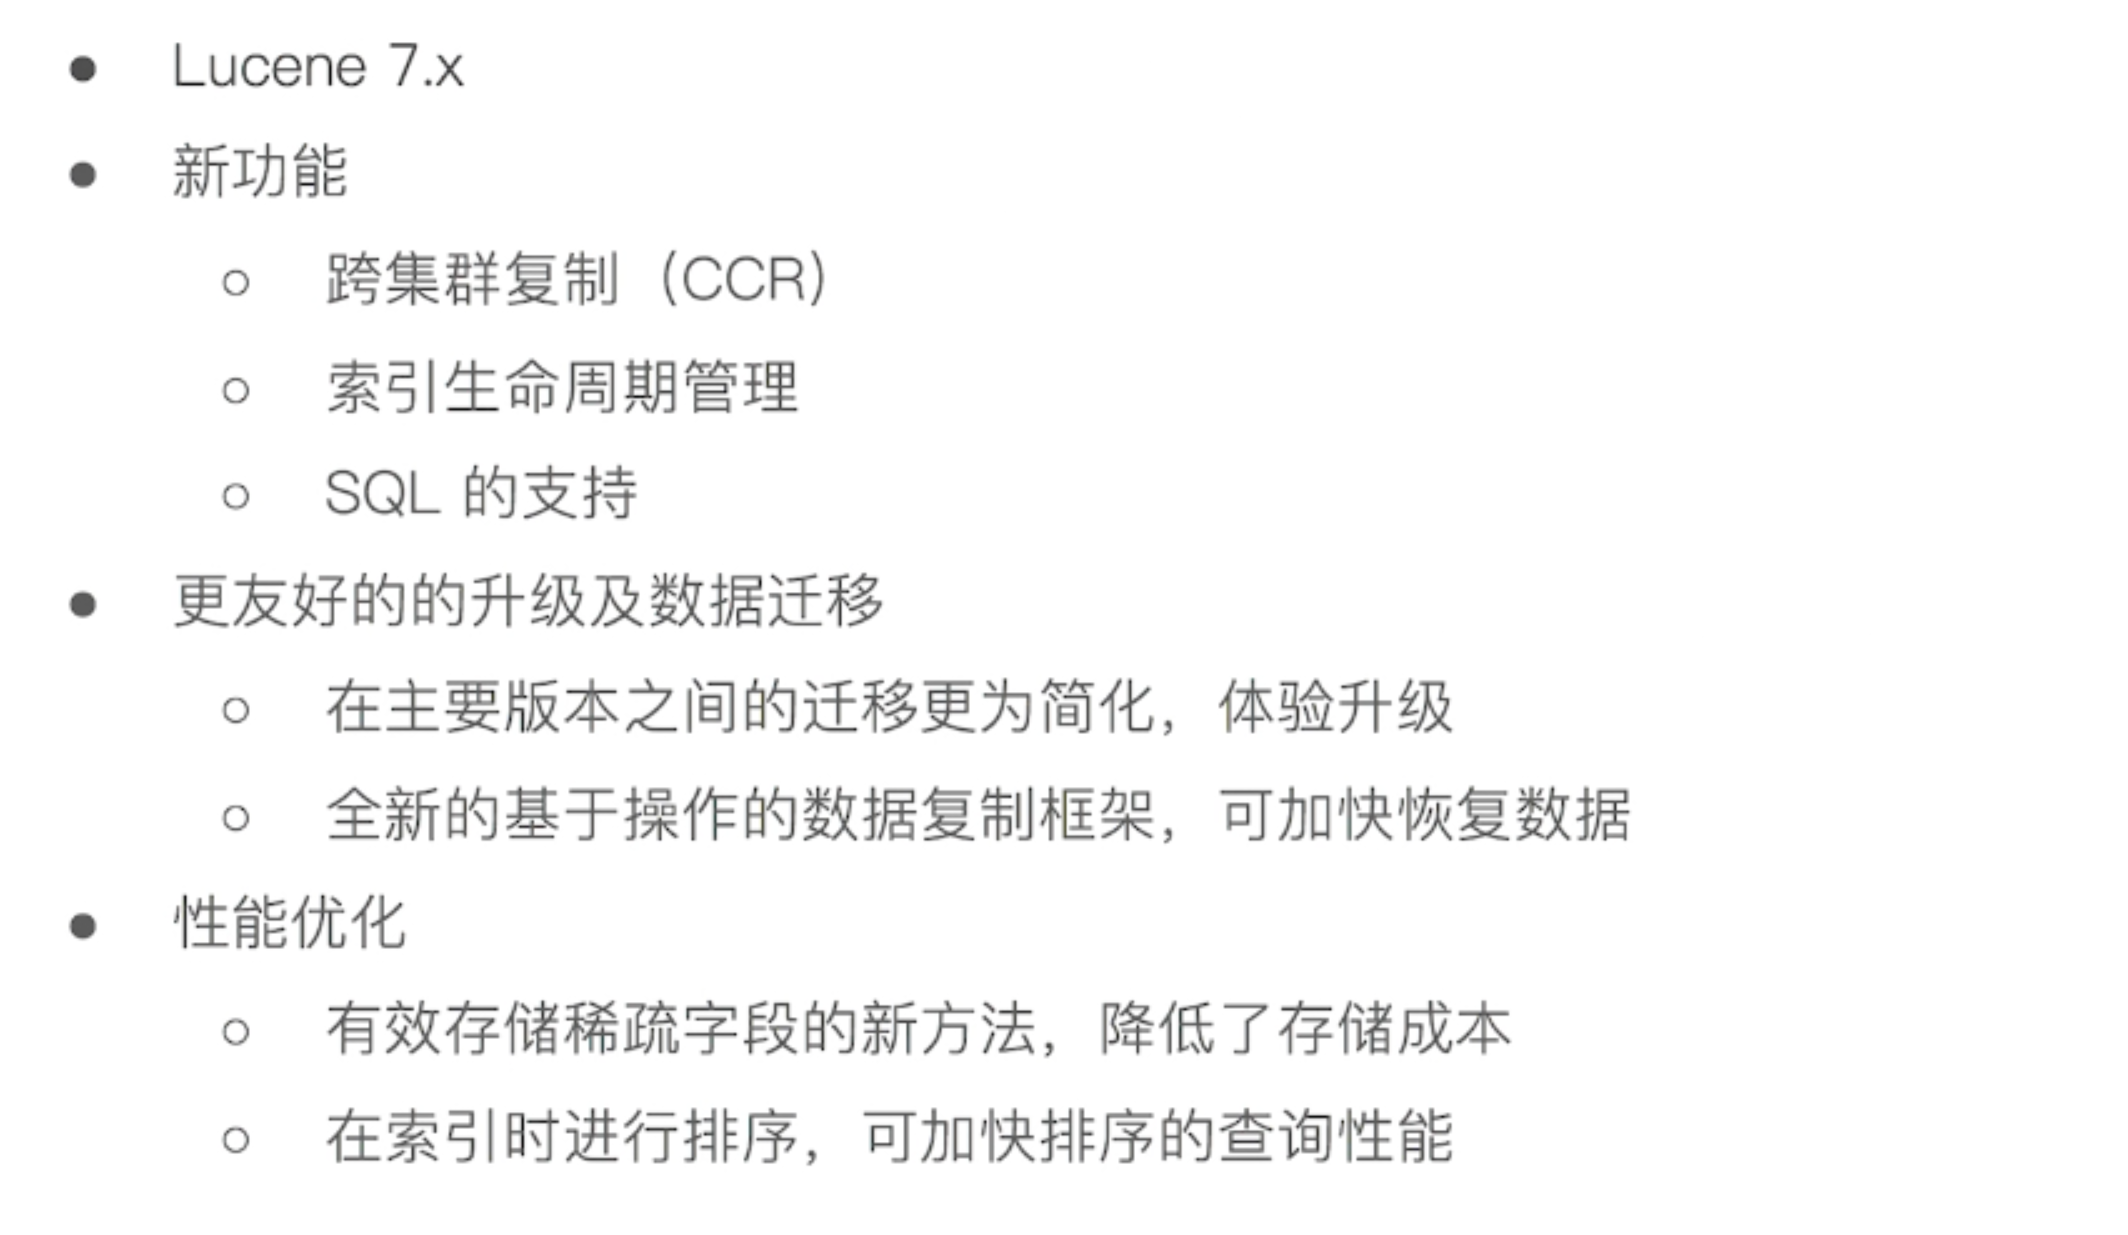 Lucene 7.x
新功能
跨集群复制（CCR）
索引生命周期管理
SQL 的支持
更友好的的升级及数据迁移
在主要版本之间的迁移更为简化，体验升级
全新的基于操作的数据复制框架，可加快恢复数据
性能优化
有效存储稀疏字段的新方法，降低了存储成本
在索引时进行排序，可加快排序的查询性能